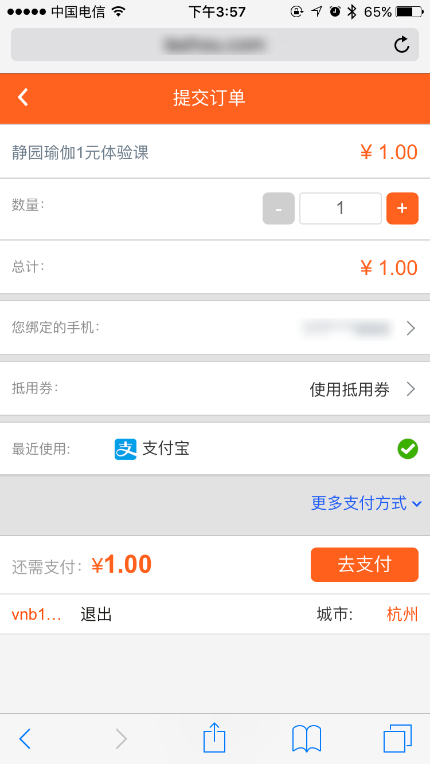 中国电信 下午3:57 65%
提交订单
静园瑜伽1元体验课 ¥ 1.00
数量： - 1 +
总计： ¥ 1.00
您绑定的手机：
抵用券： 使用抵用券
最近使用： 支 支付宝
更多支付方式
还需支付： ¥1.00 去支付
vnb1... 退出 城市: 杭州